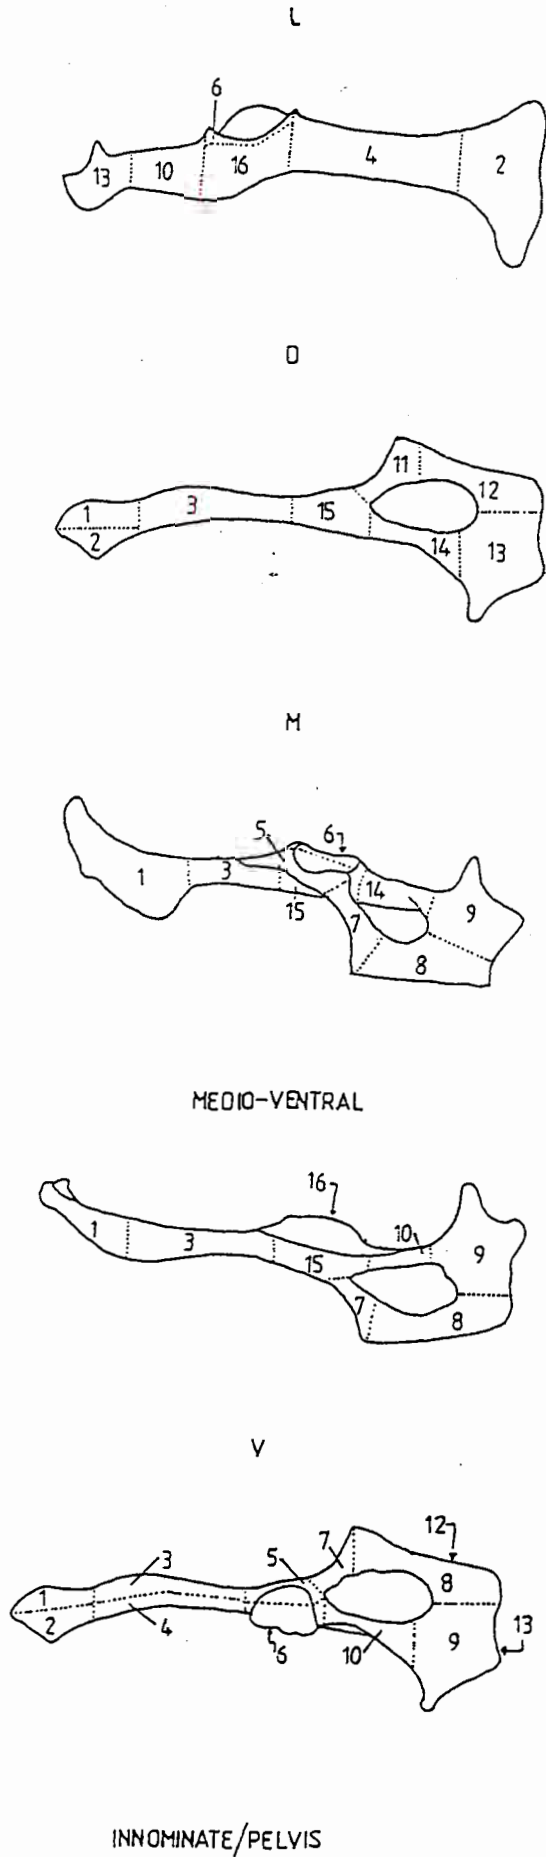 L
6
13 10 16 4 2
D
11
1 3 15 12
2 14 13
M
5 6
1 3 14 9
15 7
8
MEDIO-VENTRAL
16
1 3 15 10 9
7 8
V
12
7
3 5 8
1
2 4 6 10 9 13
INNOMINATE/PELVIS